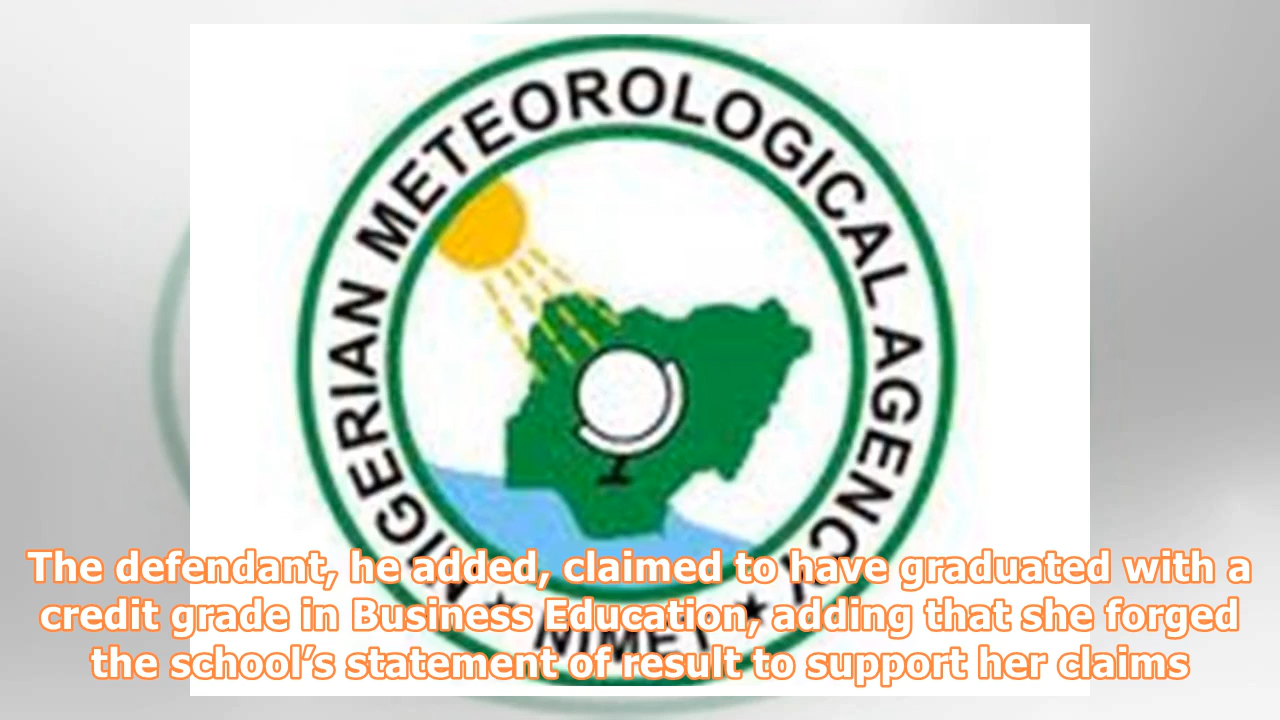 NIGERIAN METEOROLOGICAL AGENCY
NIMET
The defendant, he added, claimed to have graduated with a
credit grade in Business Education, adding that she forged
the school’s statement of result to support her claims